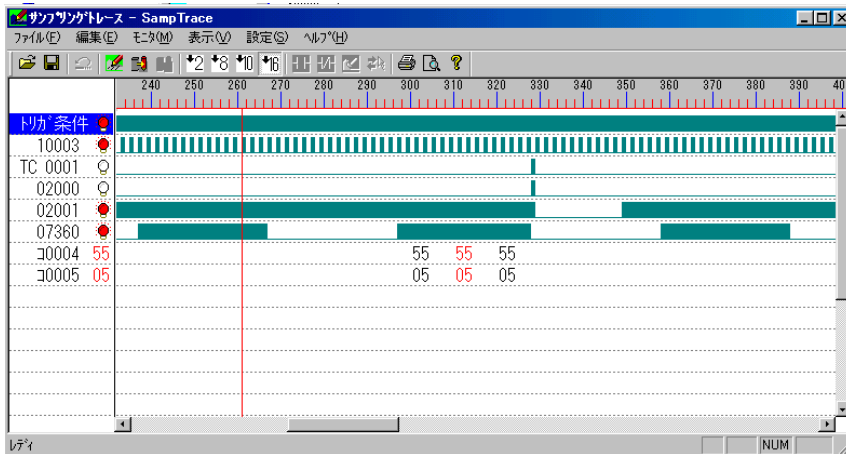 ｻﾝﾌﾟﾘﾝｸﾞﾄﾚｰｽ - SampTrace
ﾌｧｲﾙ(F) 編集(E) ﾓﾆﾀ(M) 表示(V) 設定(S) ﾍﾙﾌﾟ(H)
2 8 10 16
240 250 260 270 280 290 300 310 320 330 340 350 360 370 380 390 40
ﾄﾘｶﾞ条件
10003
TC 0001
02000
02001
07360
ｺ0004 55 55 55 55
ｺ0005 05 05 05 05
ﾚﾃﾞｨ NUM